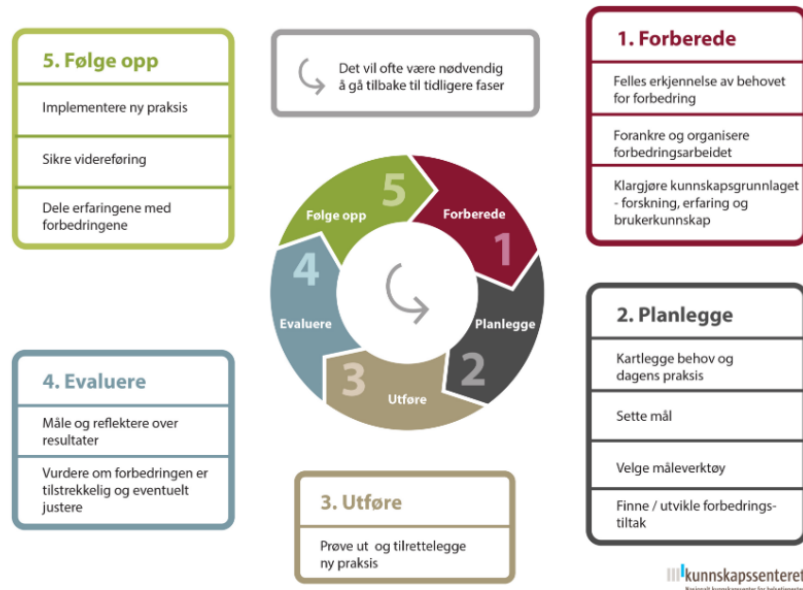 5. Følge opp
Implementere ny praksis
Sikre videreføring
Dele erfaringene med
forbedringene
Det vil ofte være nødvendig
å gå tilbake til tidligere faser
1. Forberede
Felles erkjennelse av behovet
for forbedring
Forankre og organisere
forbedringsarbeidet
Klargjøre kunnskapsgrunnlaget
- forskning, erfaring og
brukerkunnskap
5
Følge opp
Forberede
1
4
Evaluere
Planlegge
2
3
Utføre
2. Planlegge
Kartlegge behov og
dagens praksis
Sette mål
Velge måleverktøy
Finne / utvikle forbedrings-
tiltak
4. Evaluere
Måle og reflektere over
resultater
Vurdere om forbedringen er
tilstrekkelig og eventuelt
justere
3. Utføre
Prøve ut og tilrettelegge
ny praksis
kunnskapssenteret